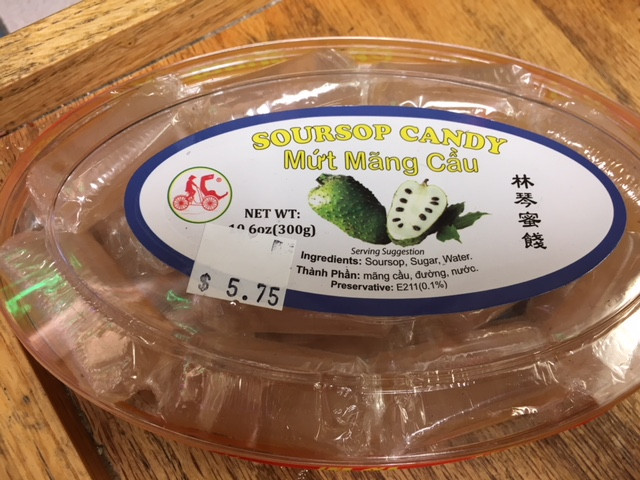 SOURSOP CANDY
Mứt Mãng Cầu
林琴蜜餞
NET WT:
10.6oz(300g)
$ 5.75
Serving Suggestion
Ingredients: Soursop, Sugar, Water.
Thành Phần: mãng cầu, đường, nước.
Preservative: E211(0.1%)